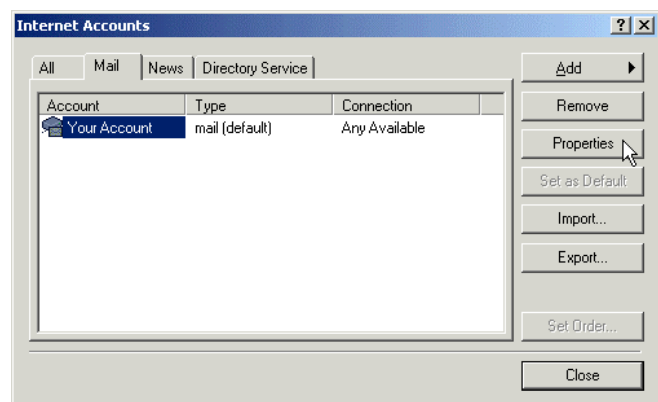 Internet Accounts
All Mail News Directory Service
Add
Account Type Connection
Remove
Your Account mail (default) Any Available
Properties
Set as Default
Import...
Export...
Set Order...
Close